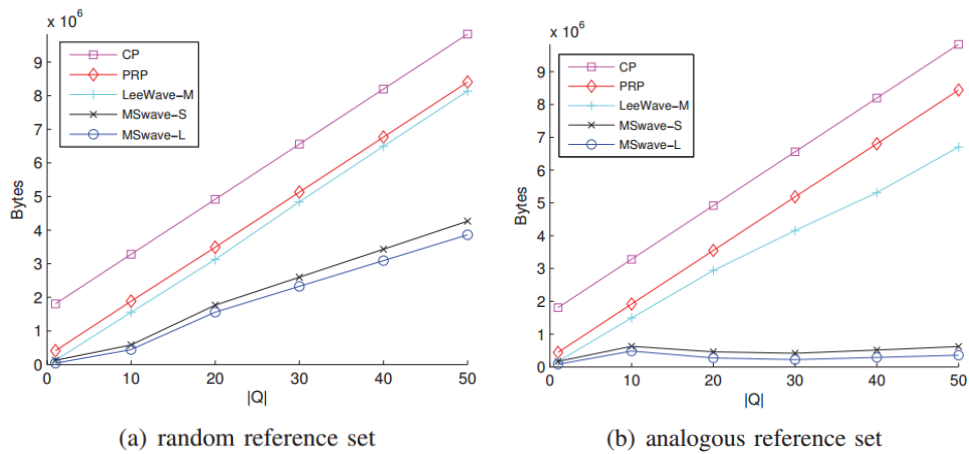 x 10^6
9
8
7
6
5
4
3
2
1
0
Bytes
CP
PRP
LeeWave-M
MSwave-S
MSwave-L
0
10
20
30
40
50
|Q|
(a) random reference set
x 10^6
9
8
7
6
5
4
3
2
1
0
Bytes
CP
PRP
LeeWave-M
MSwave-S
MSwave-L
0
10
20
30
40
50
|Q|
(b) analogous reference set